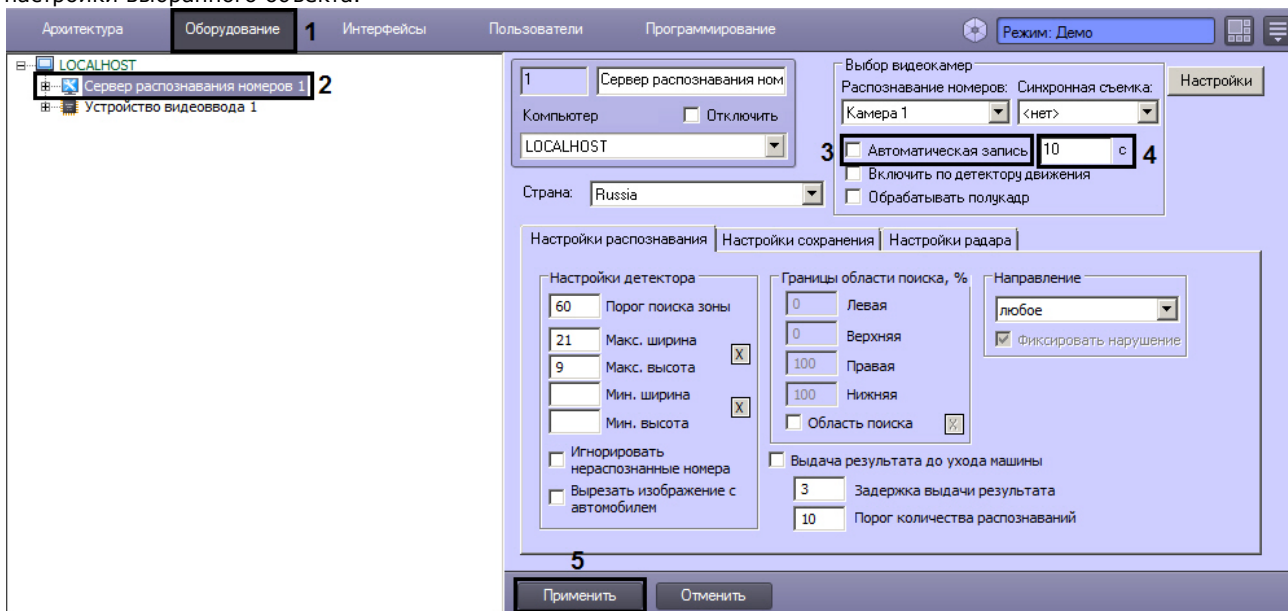 настройки выбранного объекта.
Архитектура Оборудование 1 Интерфейсы Пользователи Программирование Режим: Демо
LOCALHOST
Сервер распознавания номеров 1 2
Устройство видеоввода 1
1 Сервер распознавания ном
Компьютер Отключить
LOCALHOST
Страна: Russia
Выбор видеокамер
Распознавание номеров: Синхронная съемка:
Камера 1 <нет>
3 Автоматическая запись 10 с 4
Включить по детектору движения
Обрабатывать полукадр
Настройки
Настройки распознавания Настройки сохранения Настройки радара
Настройки детектора
60 Порог поиска зоны
21 Макс. ширина
X
9 Макс. высота
Мин. ширина
X
Мин. высота
Игнорировать
нераспознанные номера
Вырезать изображение с
автомобилем
Границы области поиска, %
0 Левая
0 Верхняя
100 Правая
100 Нижняя
Область поиска X
Направление
любое
Фиксировать нарушение
Выдача результата до ухода машины
3 Задержка выдачи результата
10 Порог количества распознаваний
5
Применить Отменить